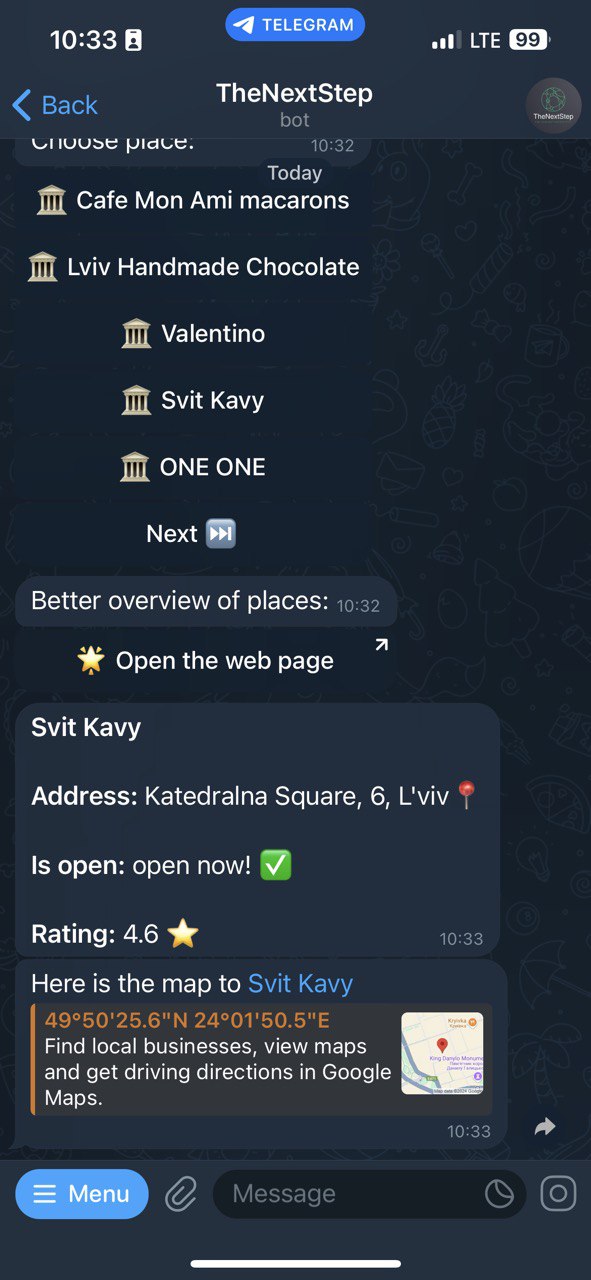 10:33
TELEGRAM
LTE 99
Back
TheNextStep
bot
TheNextStep
Choose place:
10:32
Today
Cafe Mon Ami macarons
Lviv Handmade Chocolate
Valentino
Svit Kavy
ONE ONE
Next
Better overview of places: 10:32
Open the web page
Svit Kavy
Address: Katedralna Square, 6, L'viv
Is open: open now!
Rating: 4.6
10:33
Here is the map to Svit Kavy
49°50'25.6"N 24°01'50.5"E
Find local businesses, view maps
and get driving directions in Google
Maps.
Kryivka
Криївка
King Danylo Monume
10:33
Menu
Message